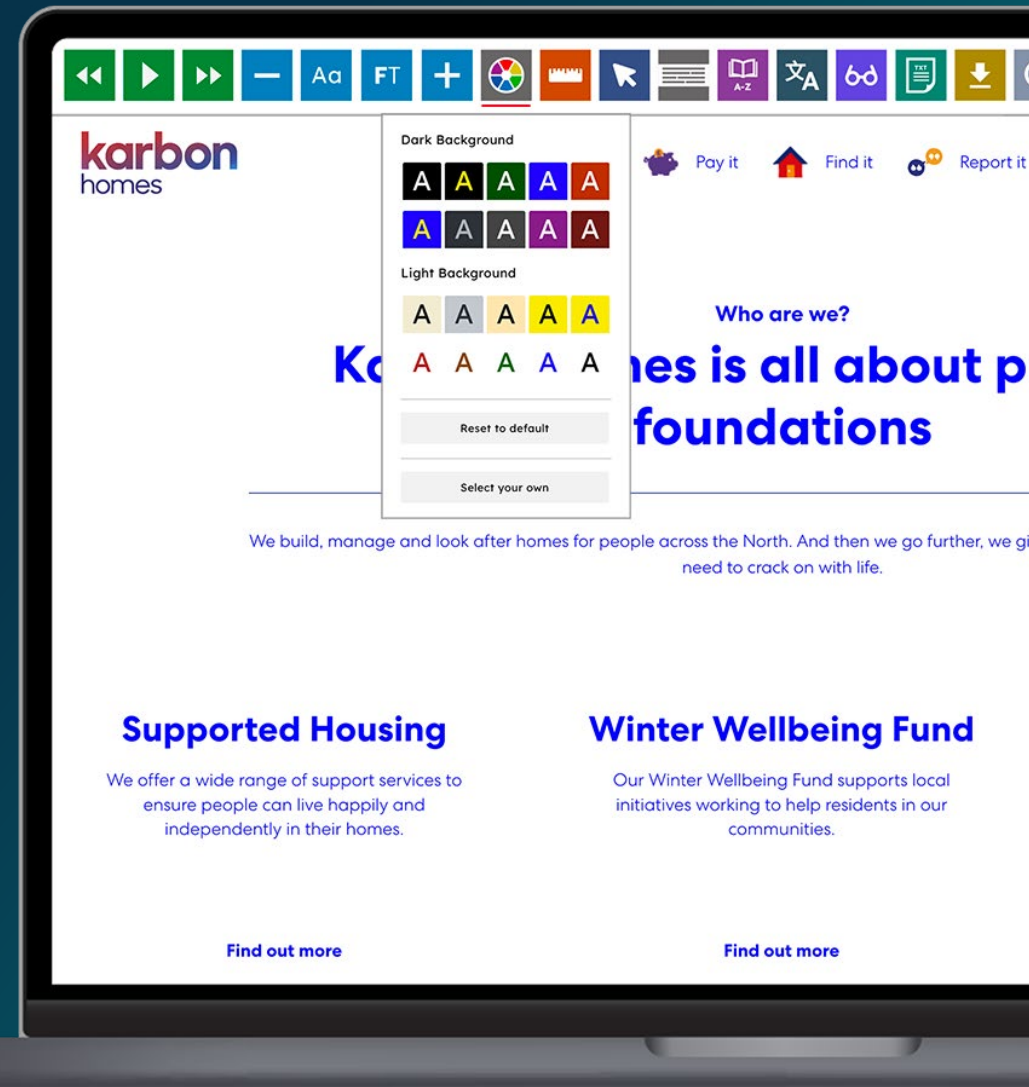 Aa
FT
A-Z
文A
TXT
karbon
homes
Dark Background
A A A A A
A A A A A
Light Background
A A A A A
A A A A A
Reset to default
Select your own
Pay it
Find it
Report it
Who are we?
is all about
foundations
We build, manage and look after homes for people across the North. And then we go further, we
need to crack on with life.
Supported Housing
We offer a wide range of support services to
ensure people can live happily and
independently in their homes.
Find out more
Winter Wellbeing Fund
Our Winter Wellbeing Fund supports local
initiatives working to help residents in our
communities.
Find out more